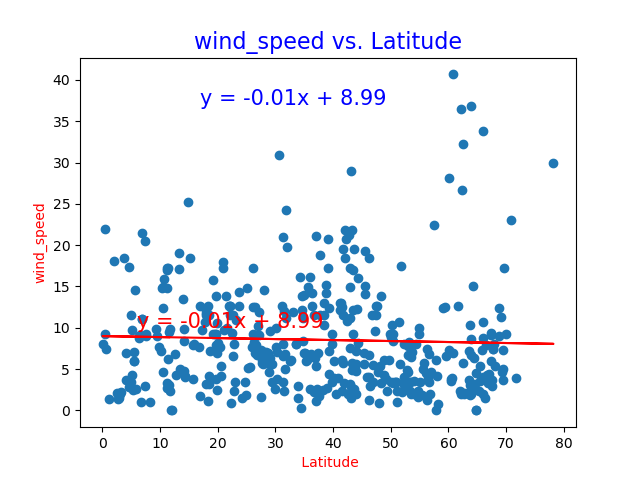 wind_speed vs. Latitude
y = -0.01x + 8.99
y = -0.01x + 8.99
wind_speed
40
35
30
25
20
15
10
5
0
0 10 20 30 40 50 60 70 80
Latitude